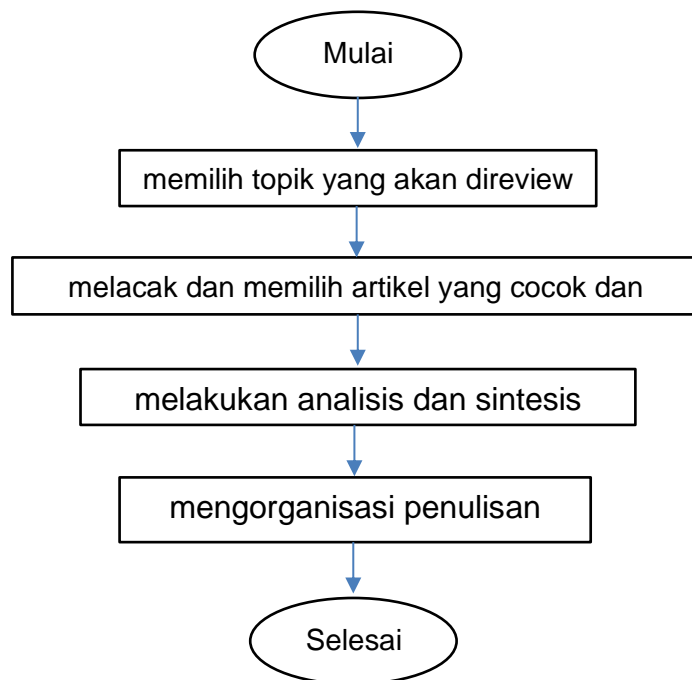 Mulai
memilih topik yang akan direview
melacak dan memilih artikel yang cocok dan
melakukan analisis dan sintesis
mengorganisasi penulisan
Selesai